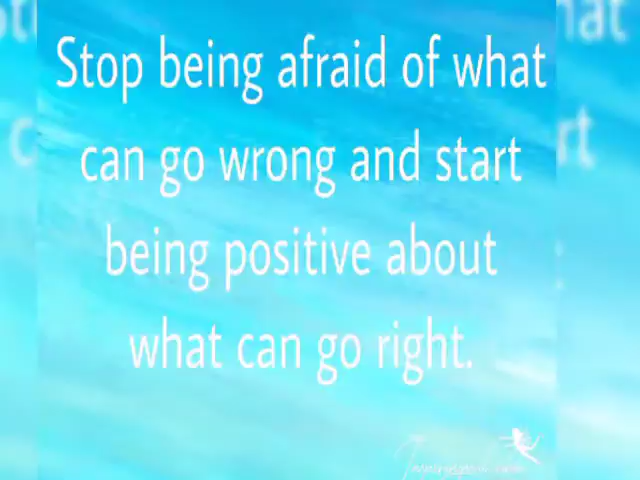 Stop being afraid of what
can go wrong and start
being positive about
what can go right.